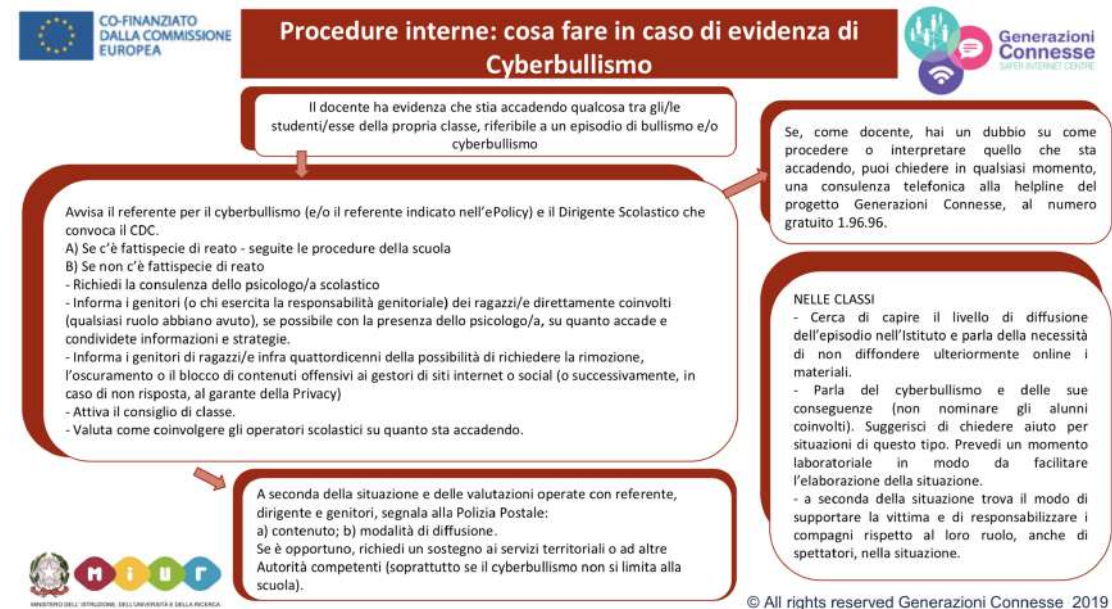 CO-FINANZIATO
DALLA COMMISSIONE
EUROPEA
Procedure interne: cosa fare in caso di evidenza di
Cyberbullismo
Generazioni
Connesse
SAFER INTERNET CENTRE
Il docente ha evidenza che stia accadendo qualcosa tra gli/le
studenti/esse della propria classe, riferibile a un episodio di bullismo e/o
cyberbullismo
Se, come docente, hai un dubbio su come
procedere o interpretare quello che sta
accadendo, puoi chiedere in qualsiasi momento,
una consulenza telefonica alla helpline del
progetto Generazioni Connesse, al numero
gratuito 1.96.96.
Avvisa il referente per il cyberbullismo (e/o il referente indicato nell'ePolicy) e il Dirigente Scolastico che
convoca il CDC.
A) Se c'è fattispecie di reato - seguite le procedure della scuola
B) Se non c'è fattispecie di reato
- Richiedi la consulenza dello psicologo/a scolastico
- Informa i genitori (o chi esercita la responsabilità genitoriale) dei ragazzi/e direttamente coinvolti
(qualsiasi ruolo abbiano avuto), se possibile con la presenza dello psicologo/a, su quanto accade e
condividete informazioni e strategie.
- Informa i genitori di ragazzi/e infra quattordicenni della possibilità di richiedere la rimozione,
l'oscuramento o il blocco di contenuti offensivi ai gestori di siti internet o social (o successivamente, in
caso di non risposta, al garante della Privacy)
- Attiva il consiglio di classe.
- Valuta come coinvolgere gli operatori scolastici su quanto sta accadendo.
NELLE CLASSI
- Cerca di capire il livello di diffusione
dell'episodio nell'Istituto e parla della necessità
di non diffondere ulteriormente online i
materiali.
- Parla del cyberbullismo e delle sue
conseguenze (non nominare gli alunni
coinvolti). Suggerisci di chiedere aiuto per
situazioni di questo tipo. Prevedi un momento
laboratoriale in modo da facilitare
l'elaborazione della situazione.
- a seconda della situazione trova il modo di
supportare la vittima e di responsabilizzare i
compagni rispetto al loro ruolo, anche di
spettatori, nella situazione.
A seconda della situazione e delle valutazioni operate con referente,
dirigente e genitori, segnala alla Polizia Postale:
a) contenuto; b) modalità di diffusione.
Se è opportuno, richiedi un sostegno ai servizi territoriali o ad altre
Autorità competenti (soprattutto se il cyberbullismo non si limita alla
scuola).
m i u r
MINISTERO DELL'ISTRUZIONE, DELL'UNIVERSITÀ E DELLA RICERCA
© All rights reserved Generazioni Connesse 2019